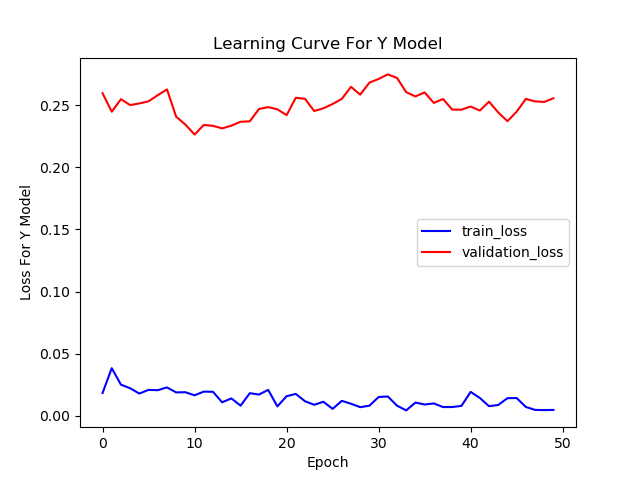 Learning Curve For Y Model
Loss For Y Model
0.25
0.20
0.15
0.10
0.05
0.00
train_loss
validation_loss
0 10 20 30 40 50
Epoch